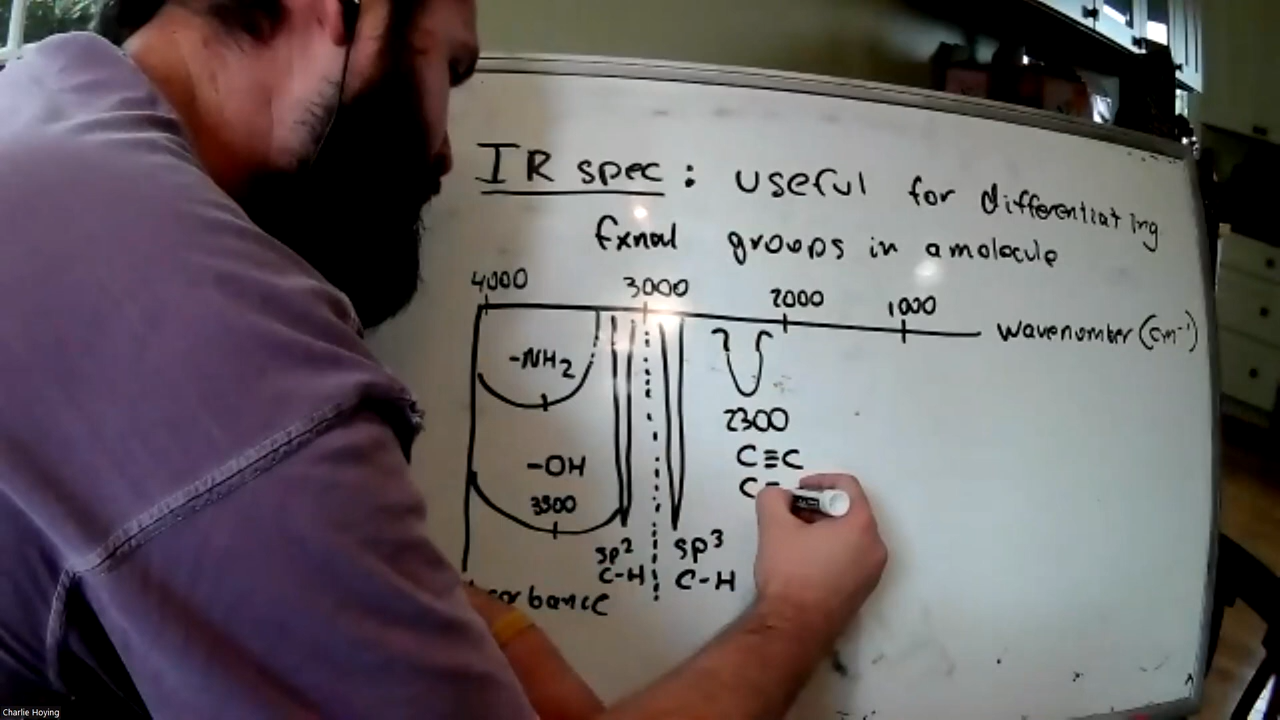 IR spec: useful for differentiating
fxnal groups in a molecule
4000 3000 2000 1000
wavenumber (cm⁻¹)
-NH₂
2300
C≡C
-OH
3500
sp² sp³
C-H C-H
Charlie Hoying